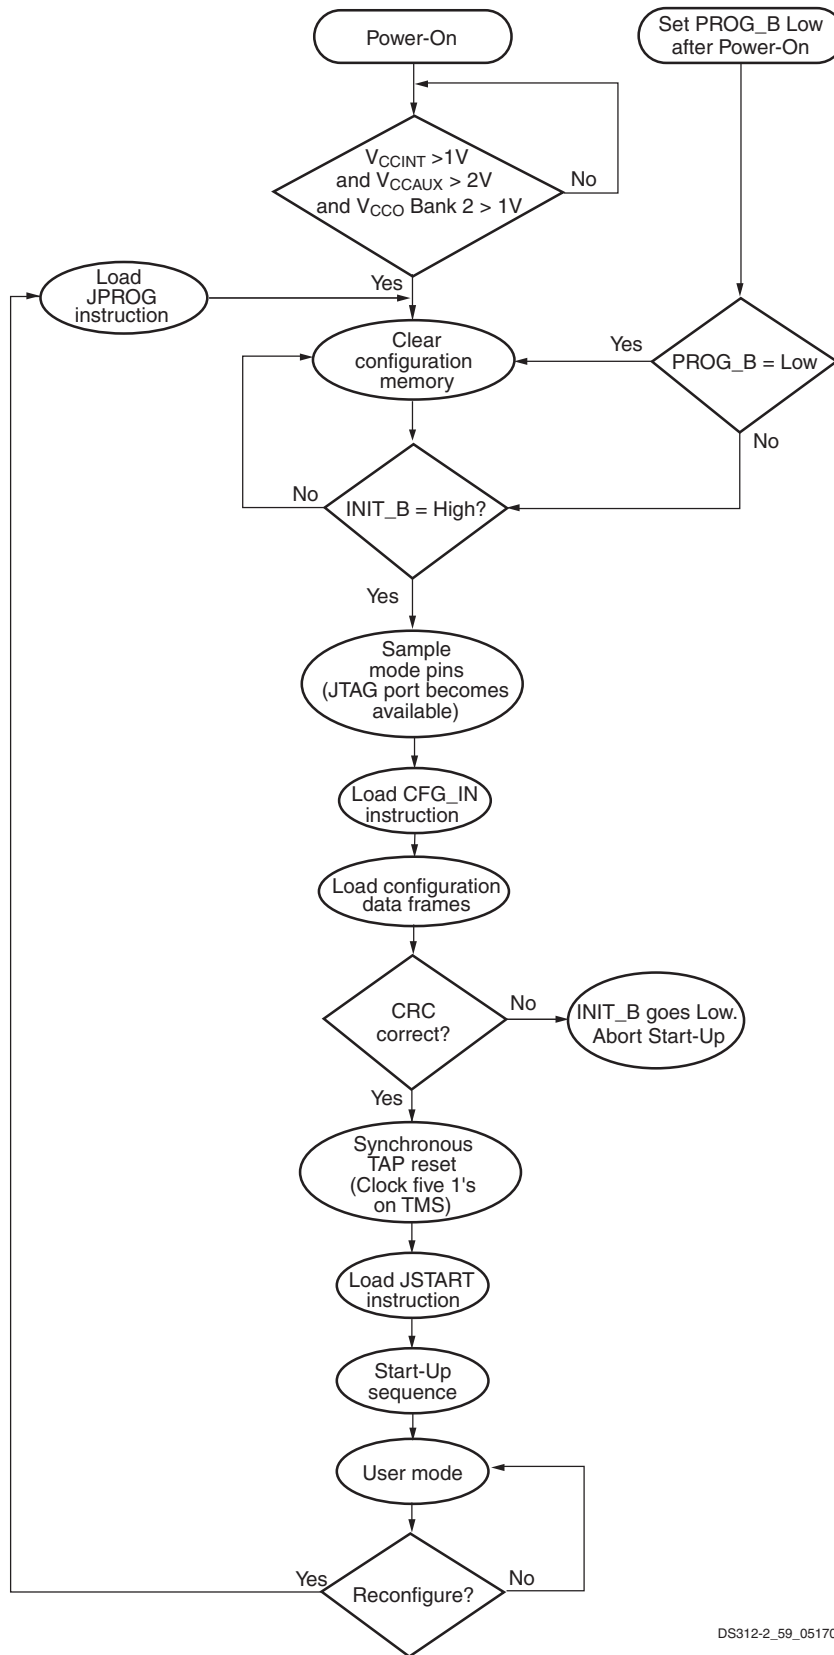 Power-On
Set PROG_B Low
after Power-On
VCCINT >1V
and VCCAUX > 2V
and VCCO Bank 2 > 1V
No
Yes
Load
JPROG
instruction
Clear
configuration
memory
Yes
PROG_B = Low
No
No
INIT_B = High?
Yes
Sample
mode pins
(JTAG port becomes
available)
Load CFG_IN
instruction
Load configuration
data frames
CRC
correct?
No
INIT_B goes Low.
Abort Start-Up
Yes
Synchronous
TAP reset
(Clock five 1's
on TMS)
Load JSTART
instruction
Start-Up
sequence
User mode
Yes
Reconfigure?
No
DS312-2_59_05170